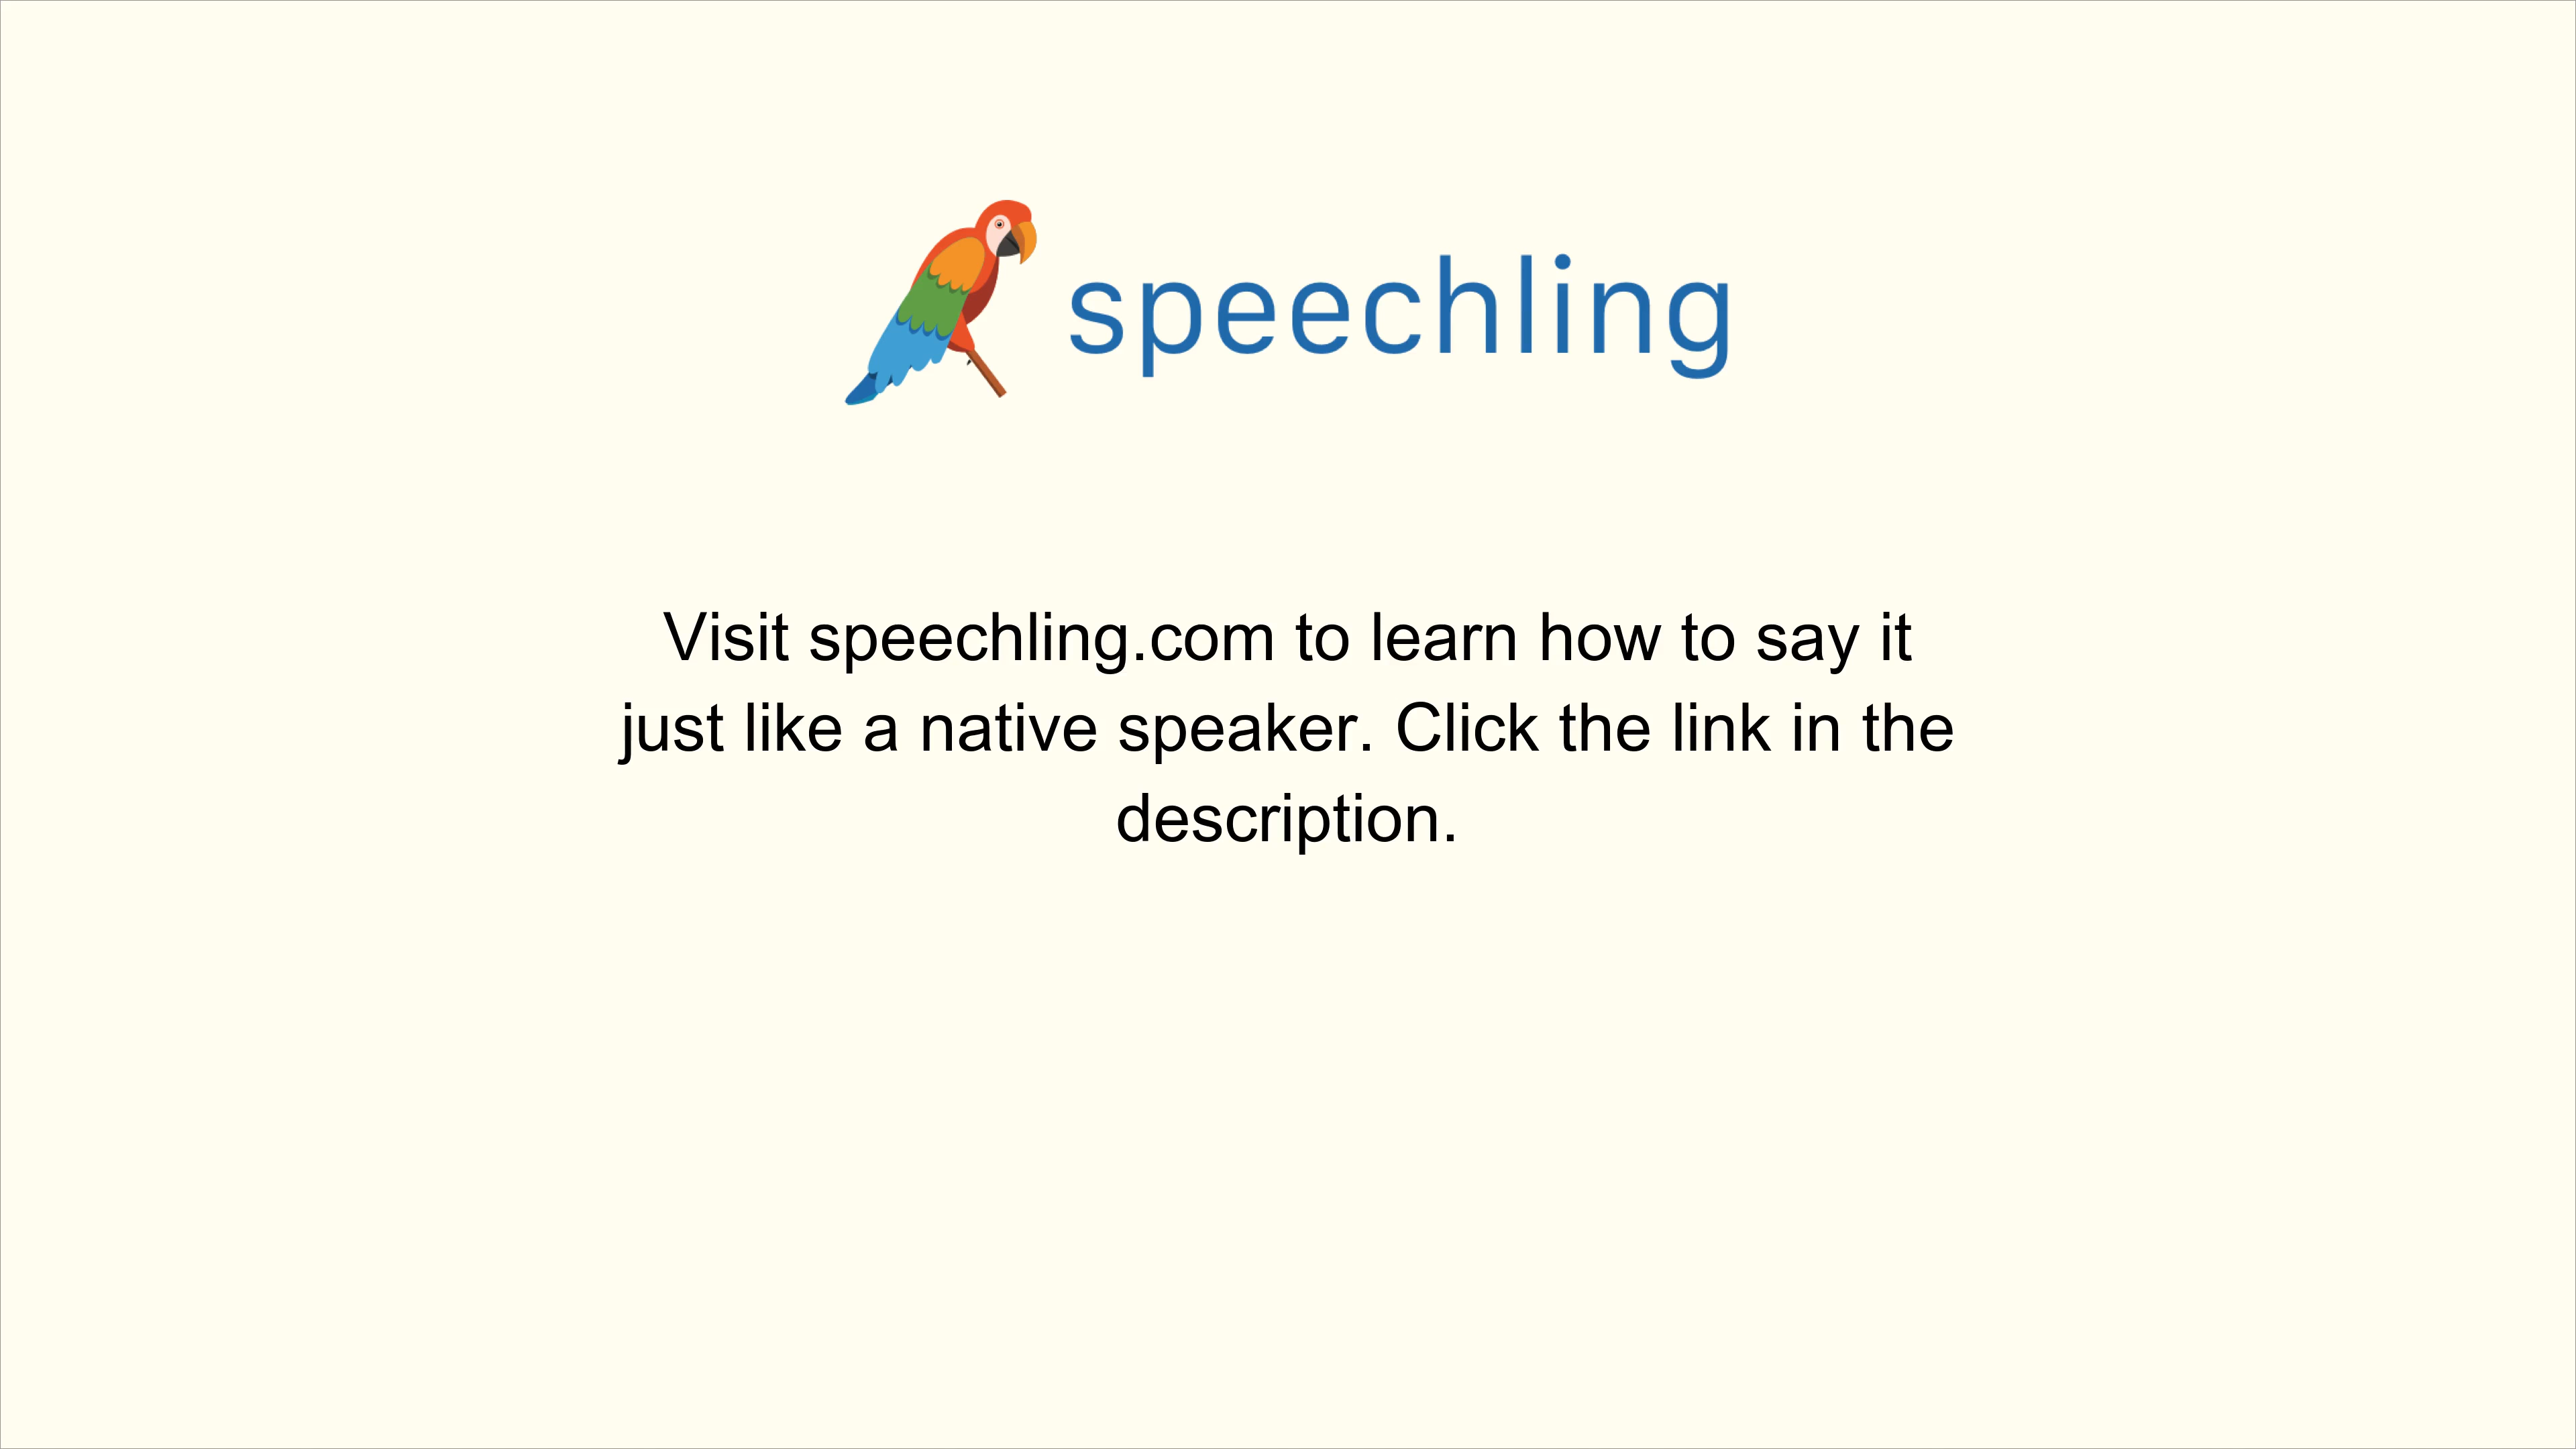 speechling
Visit speechling.com to learn how to say it
just like a native speaker. Click the link in the
description.